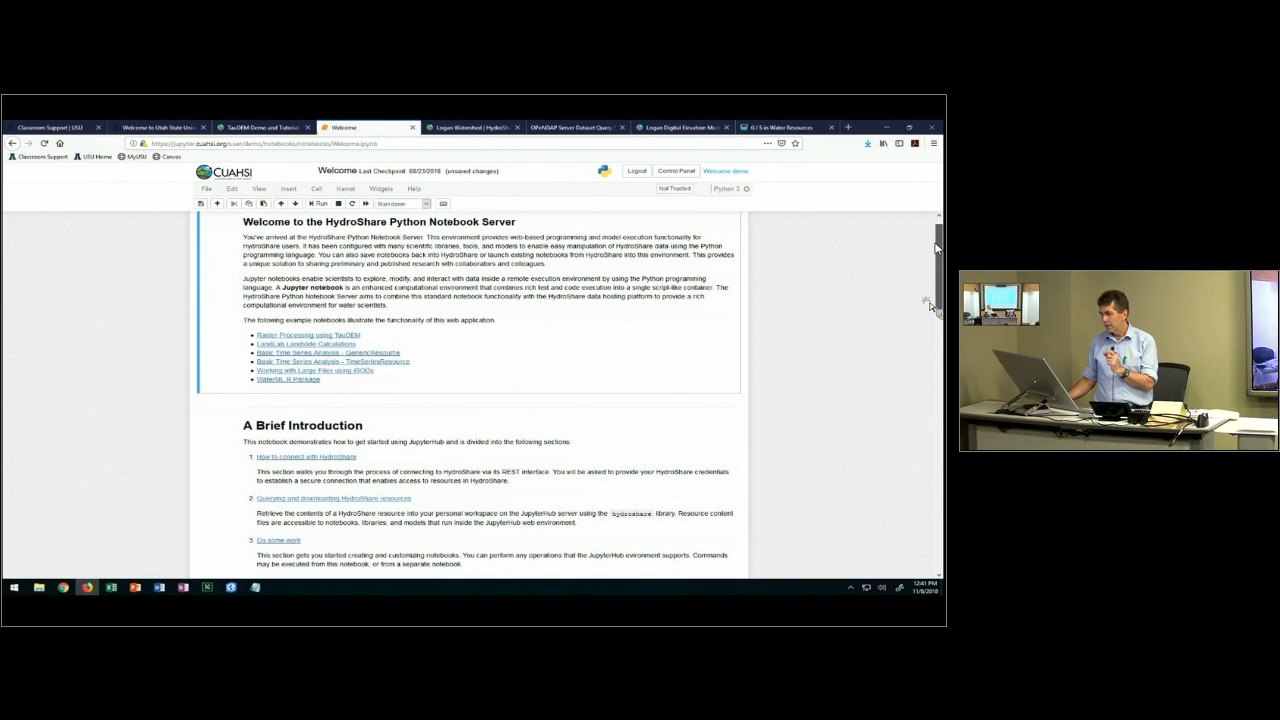 Classroom Support | USU
Welcome to Utah State Univ
TauDEM Demo and Tutorial
Welcome
Logan Watershed | HydroSh
OPeNDAP Server Dataset Query
Logan Digital Elevation Mod
G I S in Water Resources
https://jupyter.cuahsi.org/user/demo/notebooks/notebooks/Welcome.ipynb
Classroom Support USU Home MyUSU Canvas
CUAHSI Welcome Last Checkpoint: 08/23/2018 (unsaved changes) Logout Control Panel Welcome demo
File Edit View Insert Cell Kernel Widgets Help Not Trusted Python 3
Run Markdown
Welcome to the HydroShare Python Notebook Server
You've arrived at the HydroShare Python Notebook Server. This environment provides web-based programming and model execution functionality for
HydroShare users. It has been configured with many scientific libraries, tools, and models to enable easy manipulation of HydroShare data using the Python
programming language. You can also save notebooks back into HydroShare or launch existing notebooks from HydroShare into this environment. This provides
a unique solution to sharing preliminary and published research with collaborators and colleagues.
Jupyter notebooks enable scientists to explore, modify, and interact with data inside a remote execution environment by using the Python programming
language. A Jupyter notebook is an enhanced computational environment that combines rich text and code execution into a single script-like container. The
HydroShare Python Notebook Server aims to combine this standard notebook functionality with the HydroShare data hosting platform to provide a rich
computational environment for water scientists.
The following example notebooks illustrate the functionality of this web application.
• Raster Processing using TauDEM
• LandLab Landslide Calculations
• Basic Time Series Analysis - GenericResource
• Basic Time Series Analysis - TimeSeriesResource
• Working with Large Files using iRODs
• WaterML R Package
A Brief Introduction
This notebook demonstrates how to get started using JupyterHub and is divided into the following sections.
1. How to connect with HydroShare
This section walks you through the process of connecting to HydroShare via its REST interface. You will be asked to provide your HydroShare credentials
to establish a secure connection that enables access to resources in HydroShare.
2. Querying and downloading HydroShare resources
Retrieve the contents of a HydroShare resource into your personal workspace on the JupyterHub server using the hydroshare library. Resource content
files are accessible to notebooks, libraries, and models that run inside the JupyterHub web environment.
3. Do some work
This section gets you started creating and customizing notebooks. You can perform any operations that the JupyterHub evironment supports. Commands
may be executed from this notebook, or from a separate notebook.
12:41 PM
11/8/2018